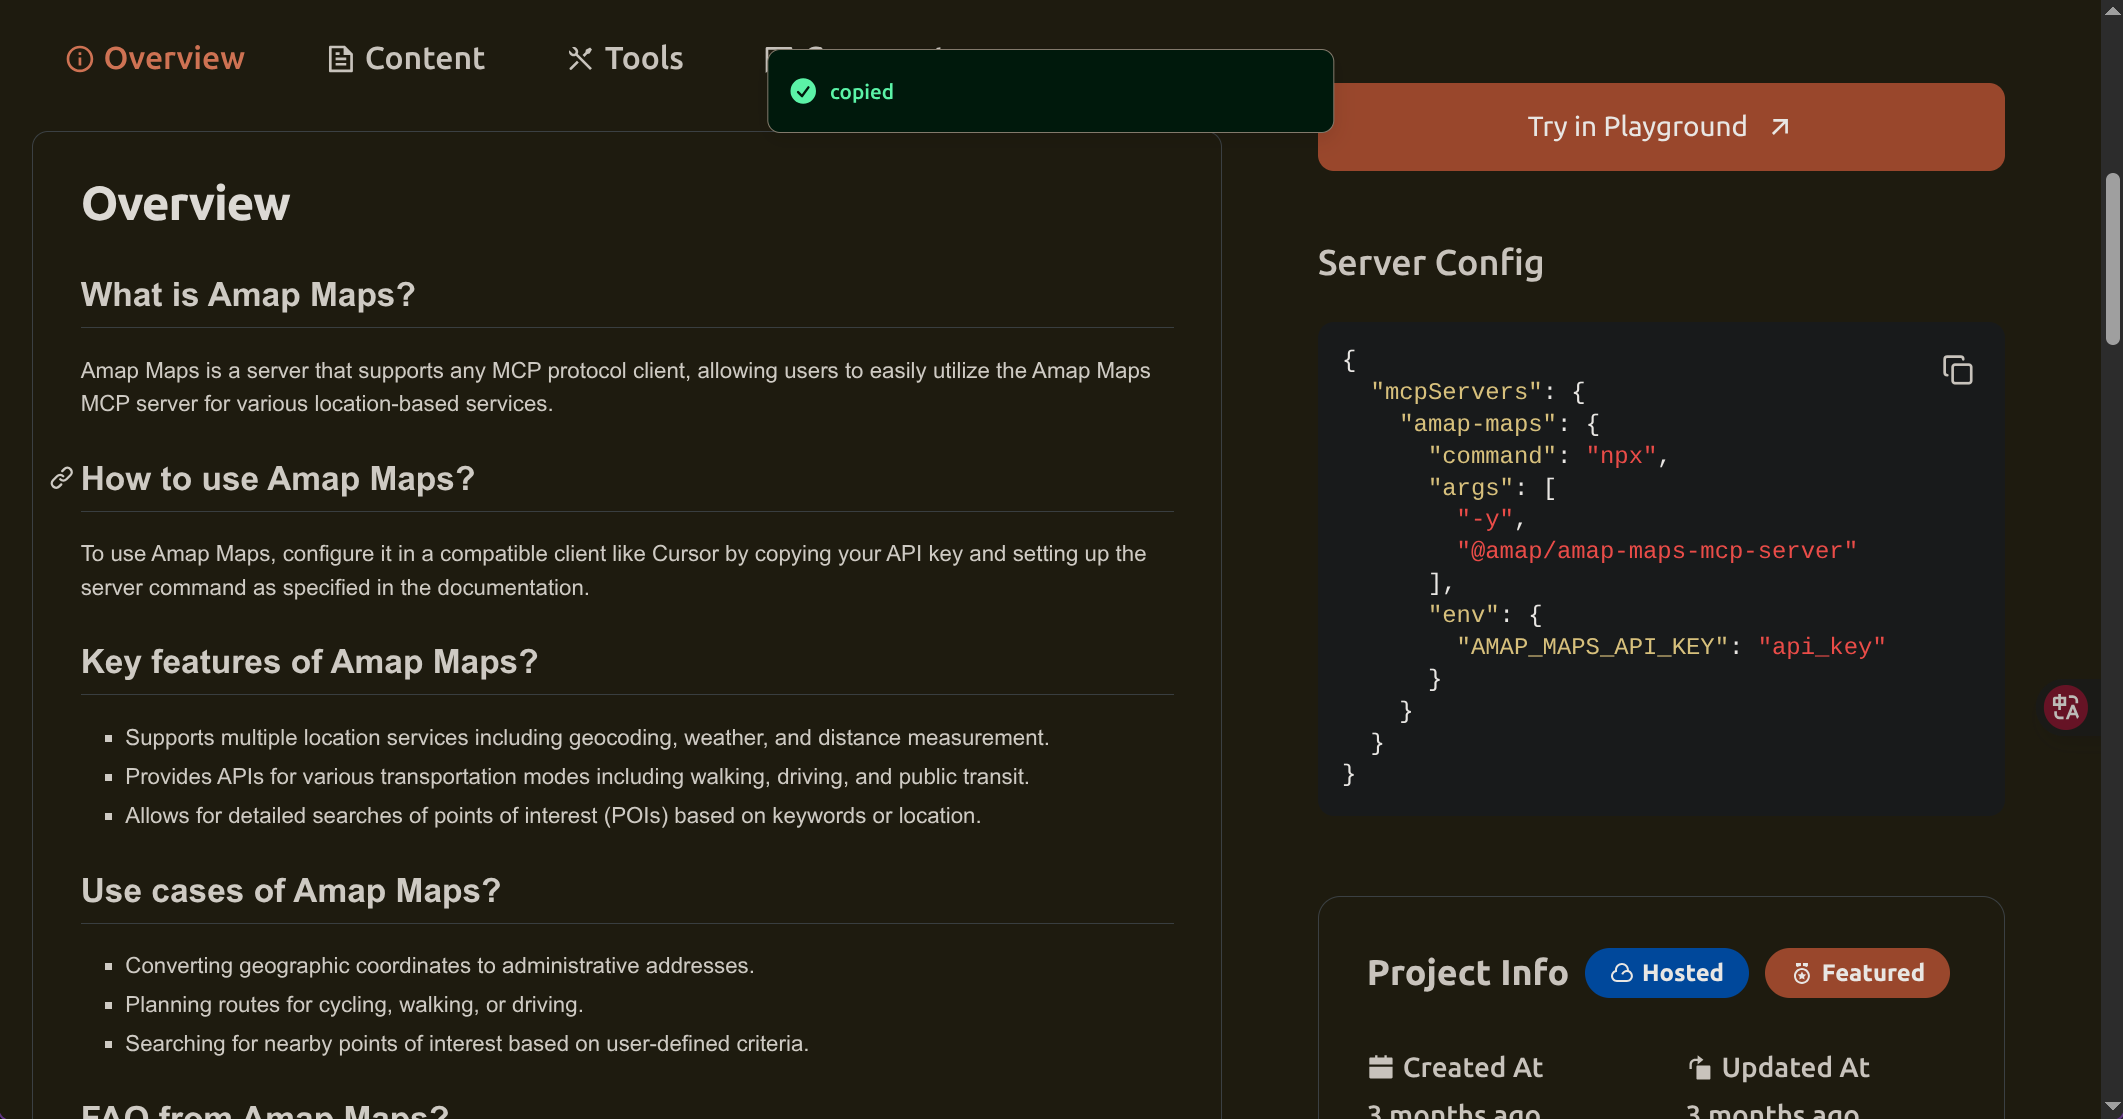 Overview
Content
Tools
copied
Try in Playground
Overview
What is Amap Maps?
Amap Maps is a server that supports any MCP protocol client, allowing users to easily utilize the Amap Maps
MCP server for various location-based services.
How to use Amap Maps?
To use Amap Maps, configure it in a compatible client like Cursor by copying your API key and setting up the
server command as specified in the documentation.
Key features of Amap Maps?
Supports multiple location services including geocoding, weather, and distance measurement.
Provides APIs for various transportation modes including walking, driving, and public transit.
Allows for detailed searches of points of interest (POIs) based on keywords or location.
Use cases of Amap Maps?
Converting geographic coordinates to administrative addresses.
Planning routes for cycling, walking, or driving.
Searching for nearby points of interest based on user-defined criteria.
FAQ from Amap Maps?
Server Config
{
"mcpServers": {
"amap-maps": {
"command": "npx",
"args": [
"-y",
"@amap/amap-maps-mcp-server"
],
"env": {
"AMAP_MAPS_API_KEY": "api_key"
}
}
}
}
中A
Project Info
Hosted
Featured
Created At
Updated At
3 months ago
3 months ago